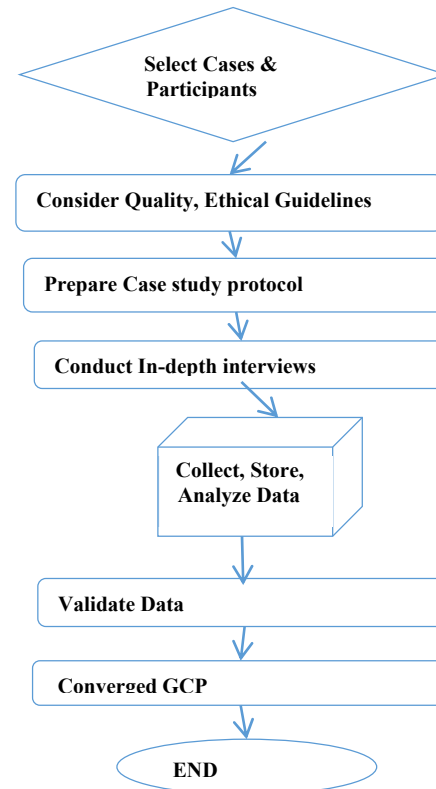 Select Cases &
Participants
Consider Quality, Ethical Guidelines
Prepare Case study protocol
Conduct In-depth interviews
Collect, Store,
Analyze Data
Validate Data
Converged GCP
END